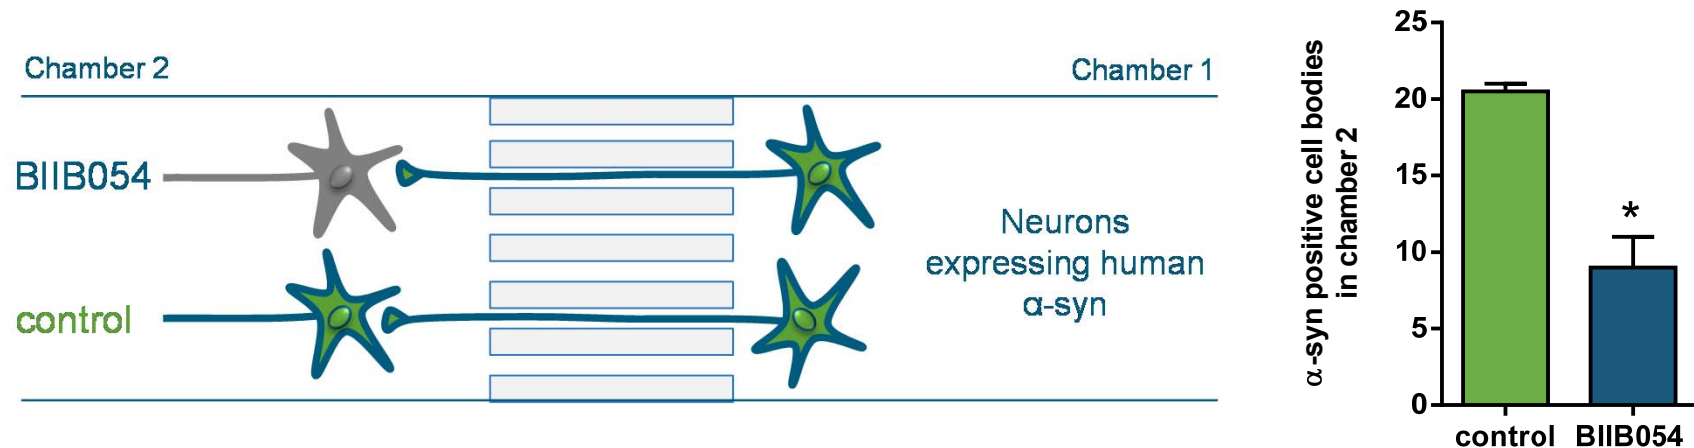 Chamber 2
Chamber 1
BIIB054
control
Neurons
expressing human
α-syn
α-syn positive cell bodies
in chamber 2
25
20
15
10
5
0
*
control BIIB054